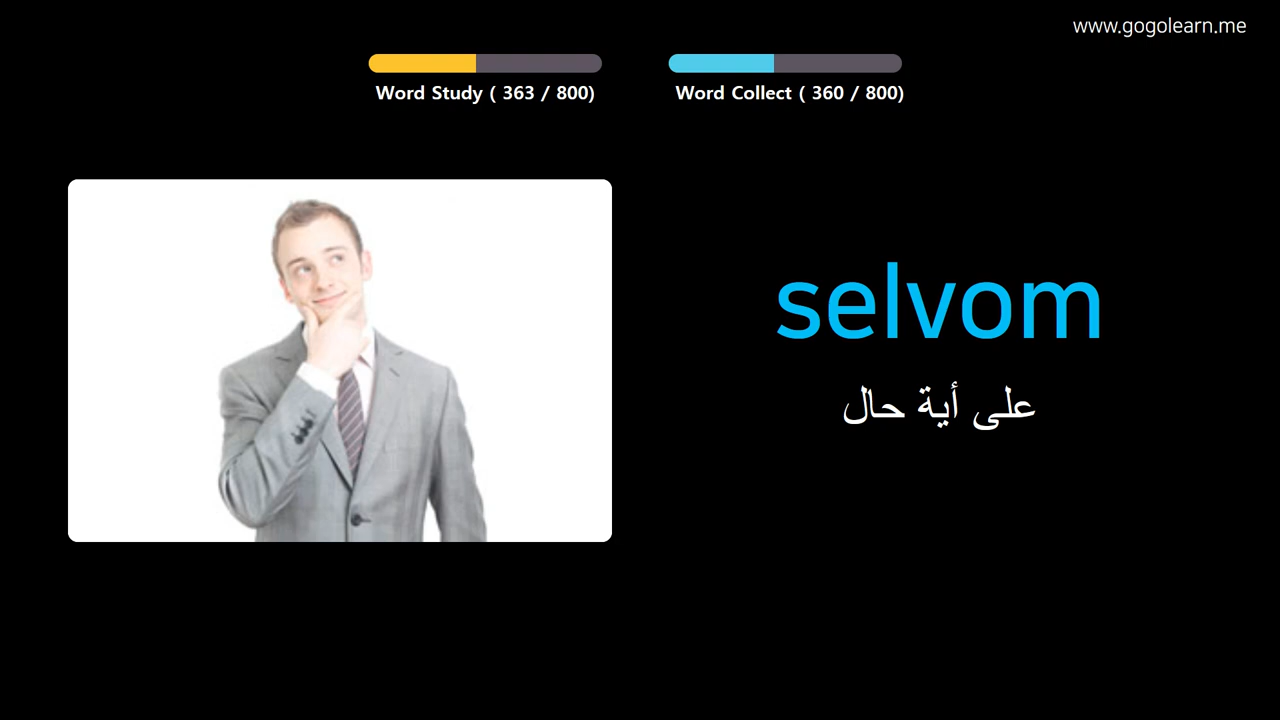 www.gogolearn.me
Word Study ( 363 / 800)
Word Collect ( 360 / 800)
selvom
على أية حال